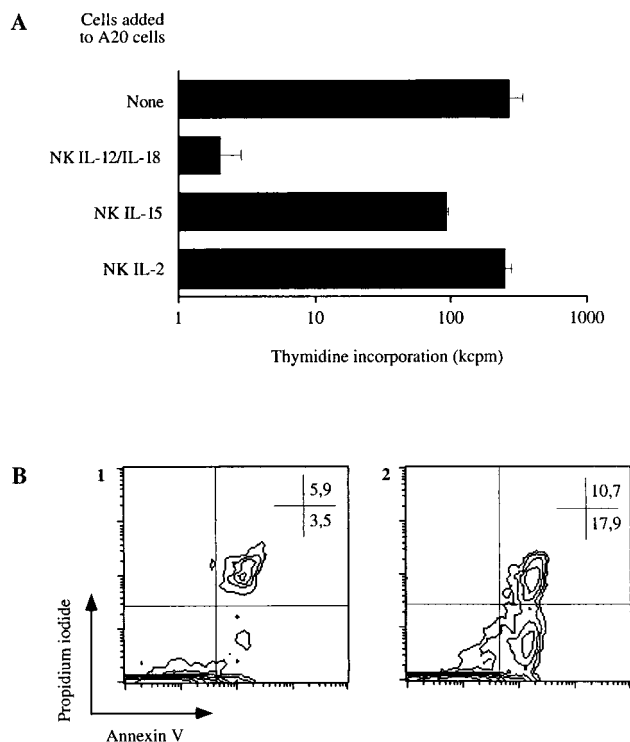 A
Cells added
to A20 cells
None
NK IL-12/IL-18
NK IL-15
NK IL-2
1 10 100 1000
Thymidine incorporation (kcpm)
B
1
5,9
3,5
2
10,7
17,9
Propidium iodide
Annexin V